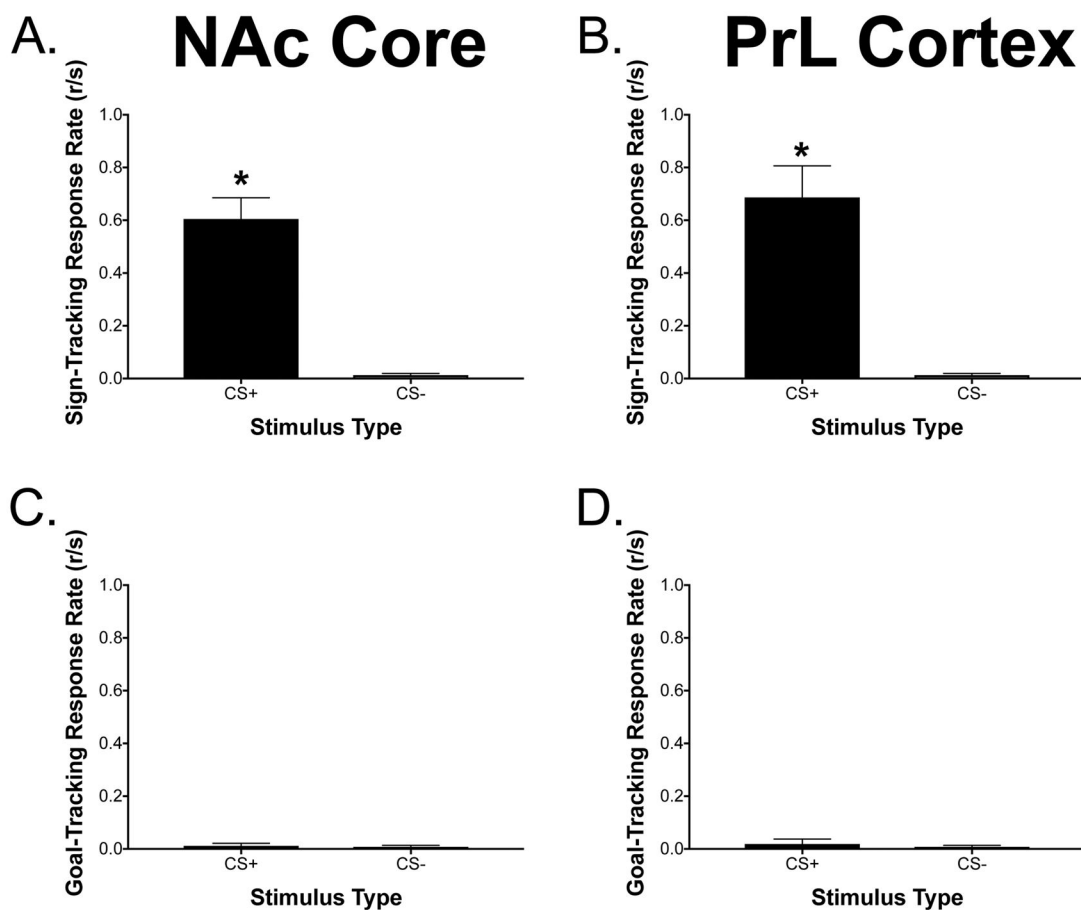 A. NAc Core
Sign-Tracking Response Rate (r/s)
1.0
0.8
*
0.6
0.4
0.2
0.0
CS+ CS-
Stimulus Type
B. PrL Cortex
Sign-Tracking Response Rate (r/s)
1.0
*
0.8
0.6
0.4
0.2
0.0
CS+ CS-
Stimulus Type
C.
Goal-Tracking Response Rate (r/s)
1.0
0.8
0.6
0.4
0.2
0.0
CS+ CS-
Stimulus Type
D.
Goal-Tracking Response Rate (r/s)
1.0
0.8
0.6
0.4
0.2
0.0
CS+ CS-
Stimulus Type